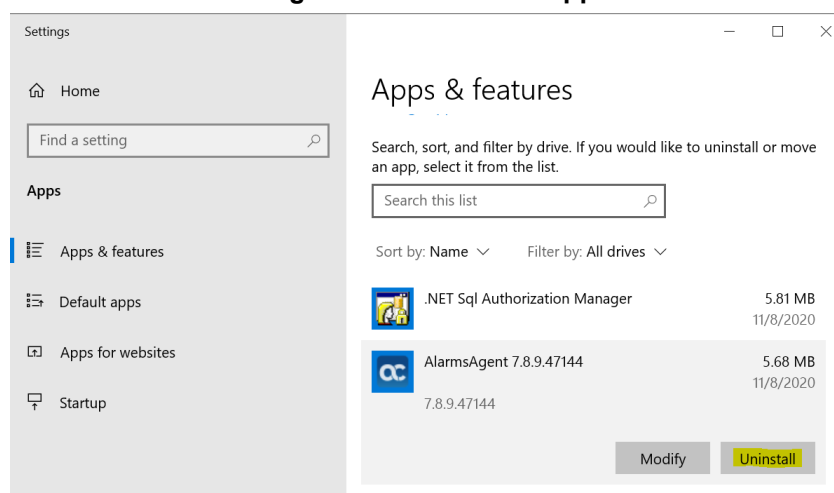 Settings
Home
Find a setting
Apps
Apps & features
Default apps
Apps for websites
Startup
Apps & features
Search, sort, and filter by drive. If you would like to uninstall or move
an app, select it from the list.
Search this list
Sort by: Name
Filter by: All drives
.NET Sql Authorization Manager
5.81 MB
11/8/2020
AlarmsAgent 7.8.9.47144
5.68 MB
11/8/2020
7.8.9.47144
Modify
Uninstall